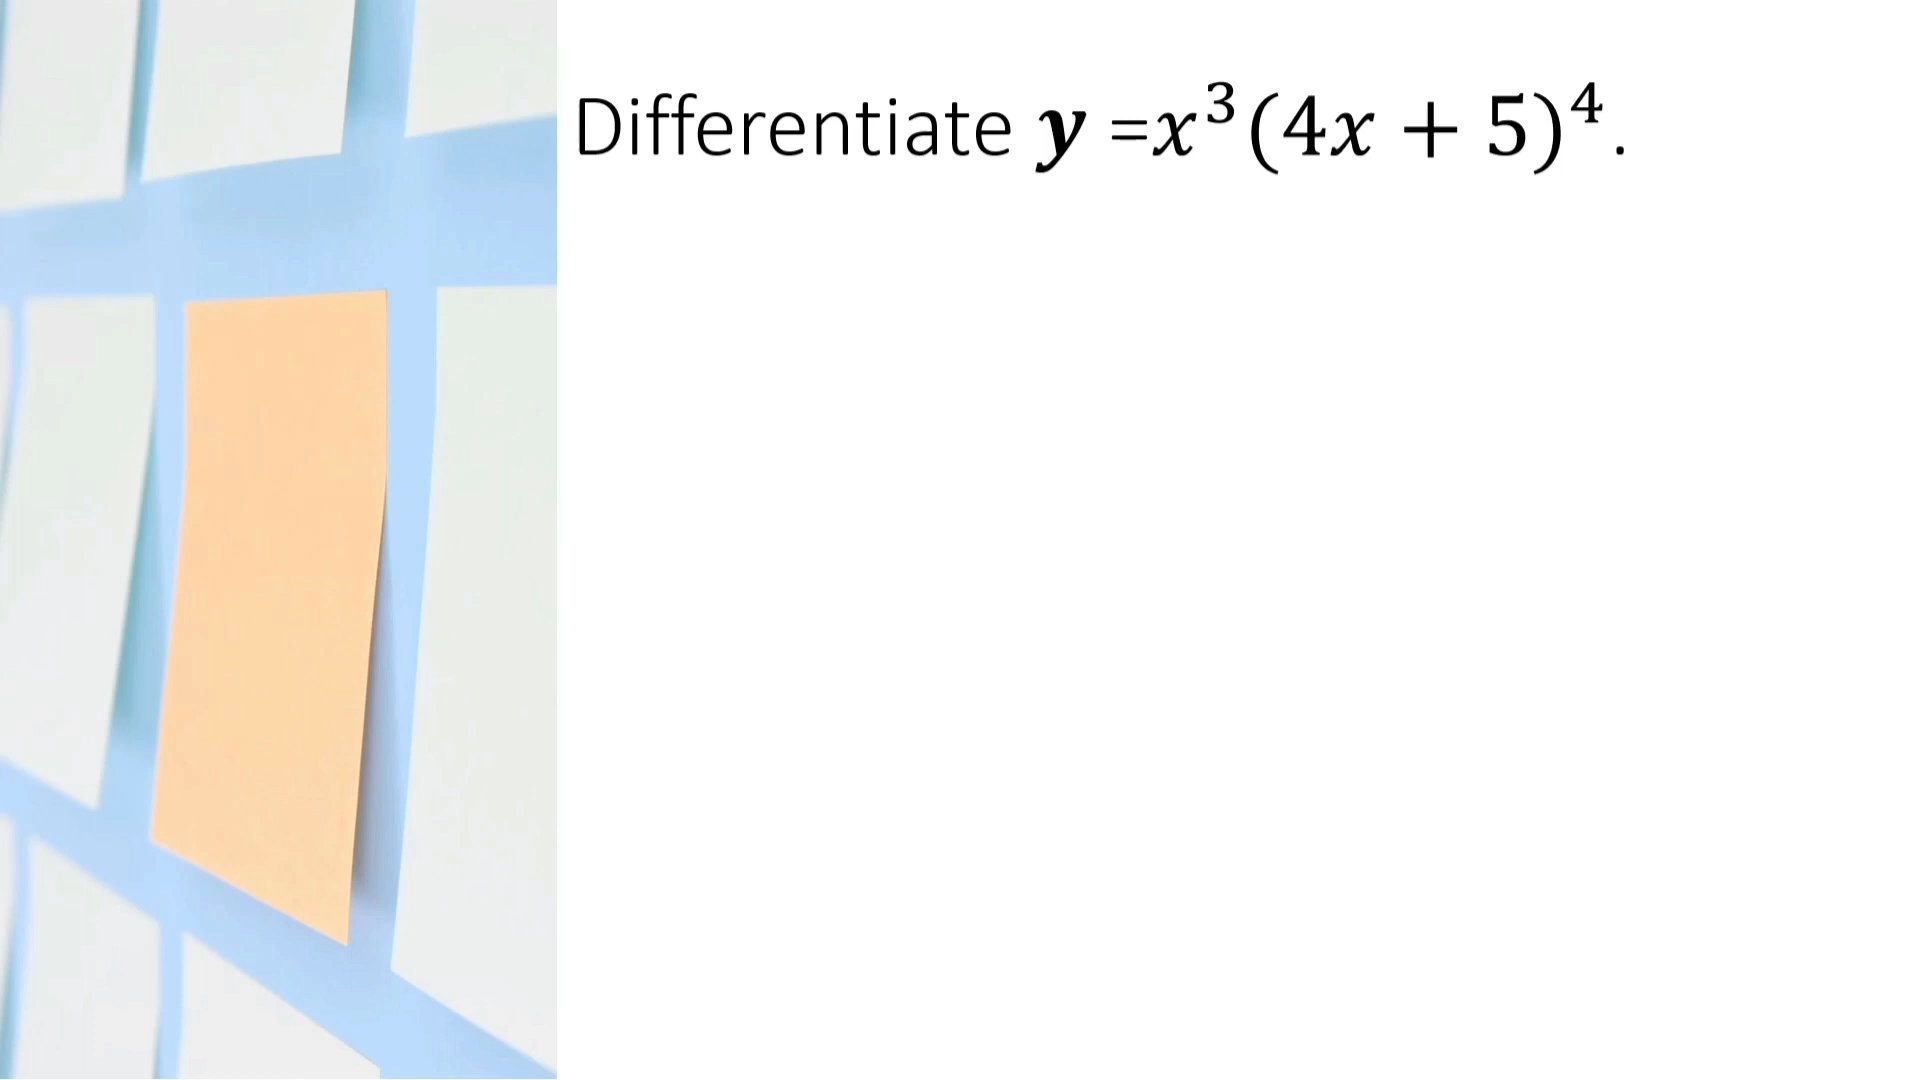 Differentiate y =x³(4x + 5)⁴.